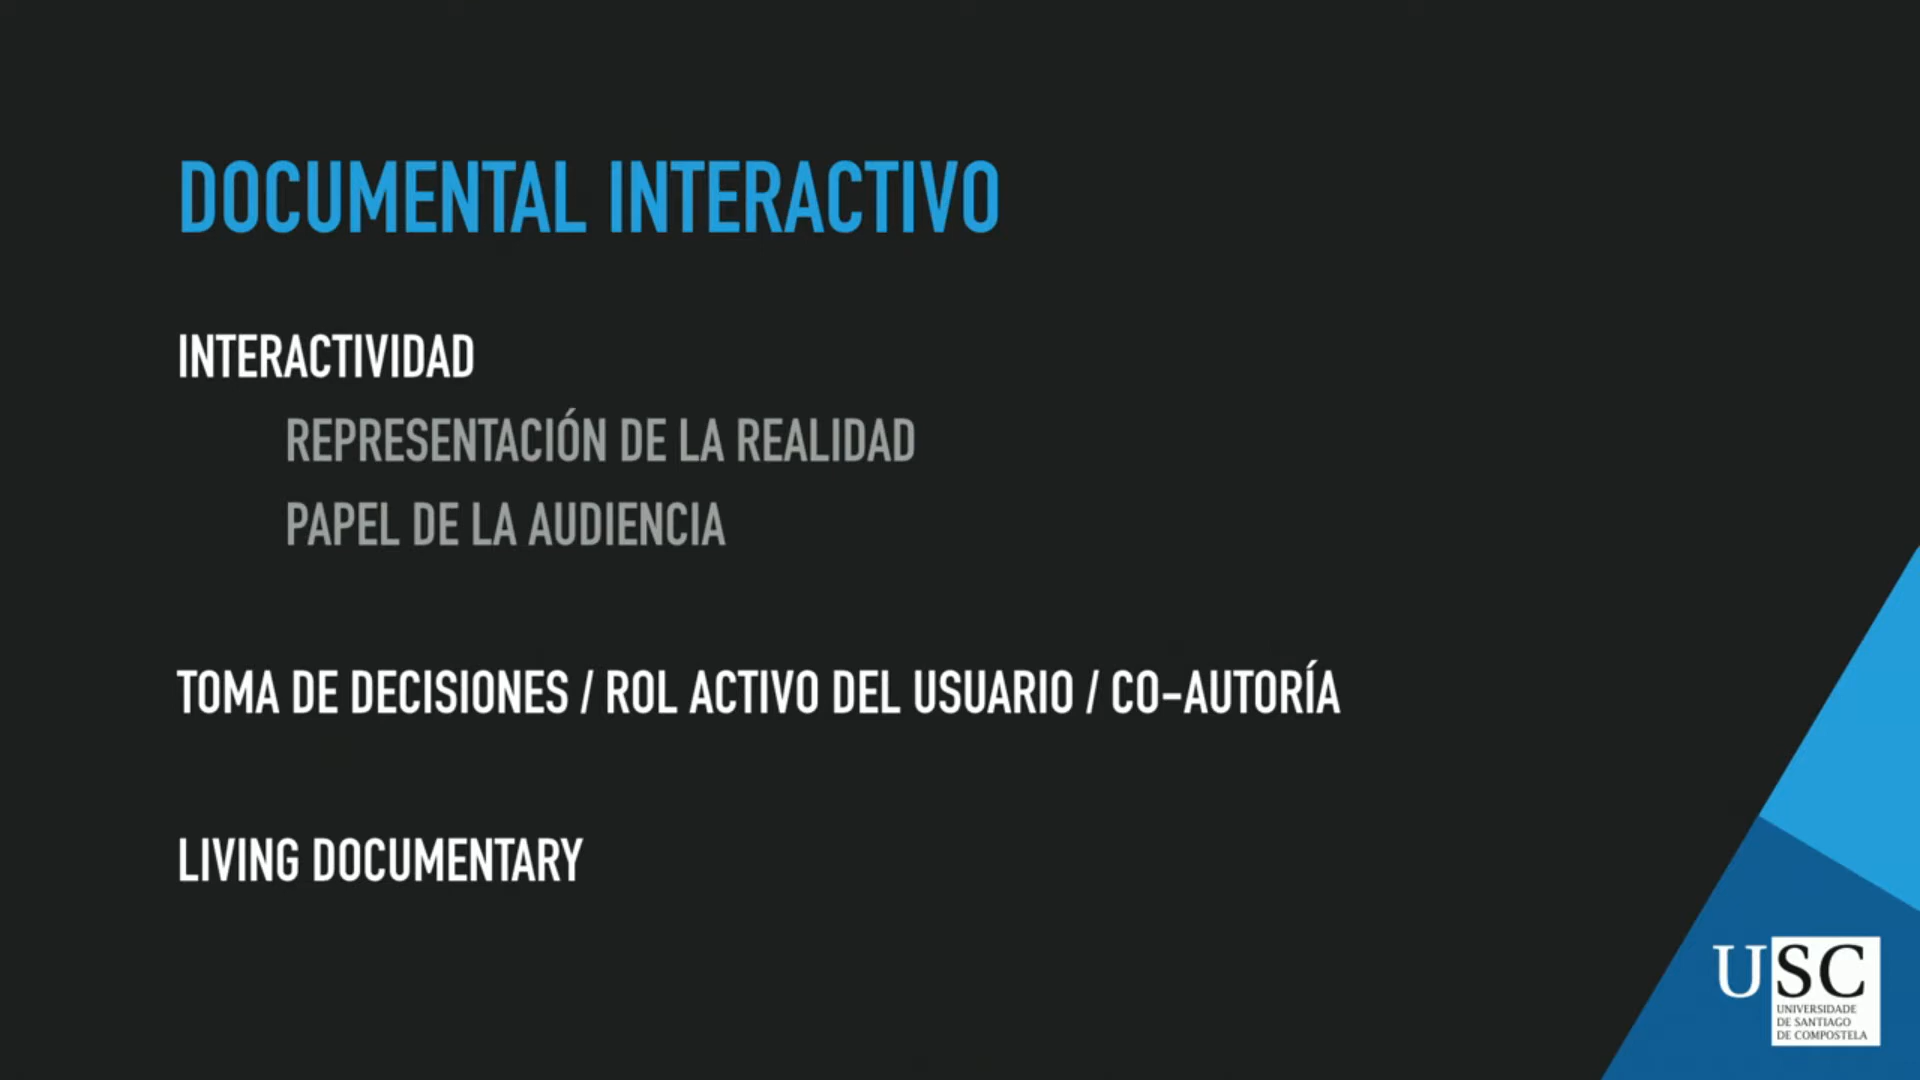 DOCUMENTAL INTERACTIVO
INTERACTIVIDAD
REPRESENTACIÓN DE LA REALIDAD
PAPEL DE LA AUDIENCIA
TOMA DE DECISIONES / ROL ACTIVO DEL USUARIO / CO-AUTORÍA
LIVING DOCUMENTARY
USC
UNIVERSIDADE
DE SANTIAGO
DE COMPOSTELA